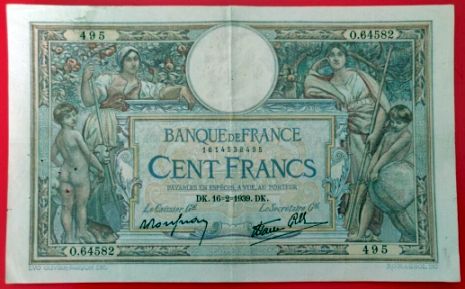 495 O.64582
BANQUE DE FRANCE
1614538495
CENT FRANCS
PAYABLES EN ESPÈCES, A VUE, AU PORTEUR
DK. 16-2-1939. DK.
Le Caissier Gal. Le Secrétaire Gal.
O.64582 495